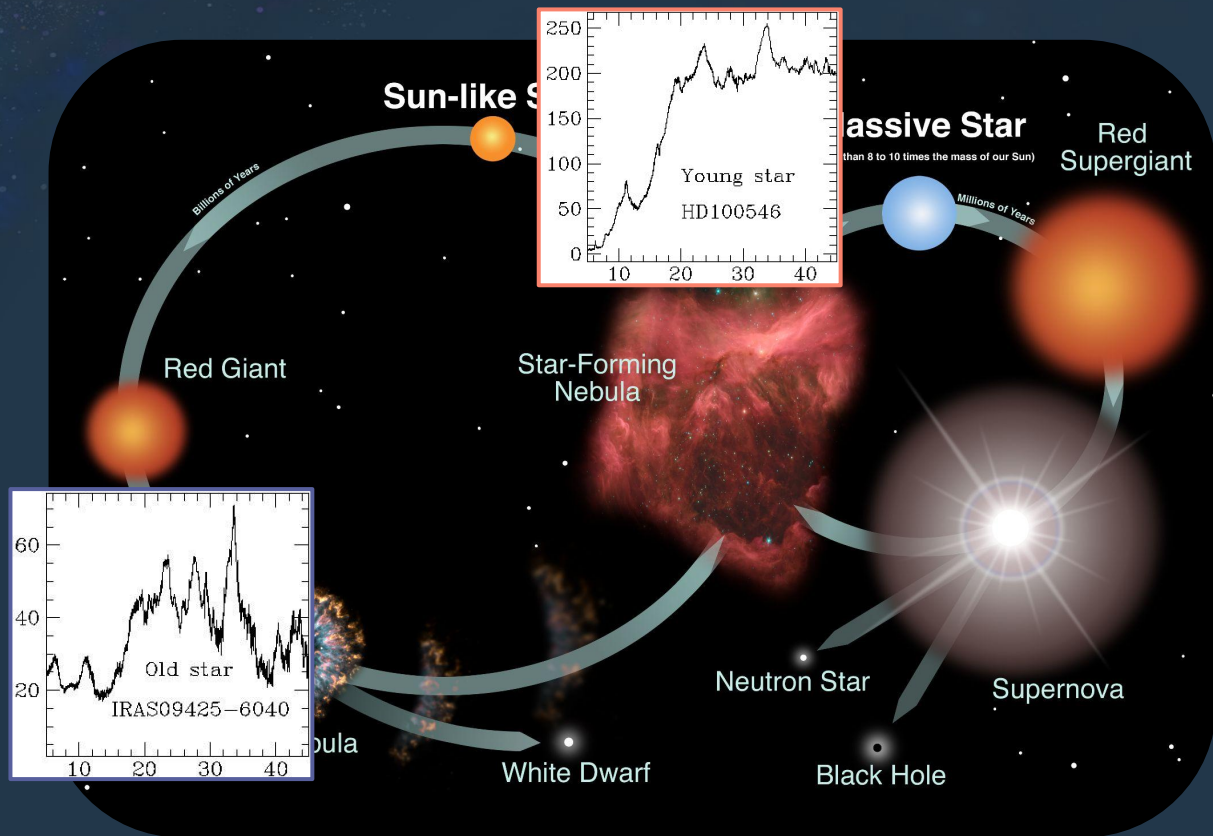 250
200
150
100
50
0
10 20 30 40
Young star
HD100546
Sun-like
Star
than 8 to 10 times the mass of our Sun)
Red
Supergiant
Billions of Years
Millions of Years
Red Giant
Star-Forming
Nebula
60
40
20
10 20 30 40
Old star
IRAS09425-6040
Neutron Star
Supernova
White Dwarf
Black Hole